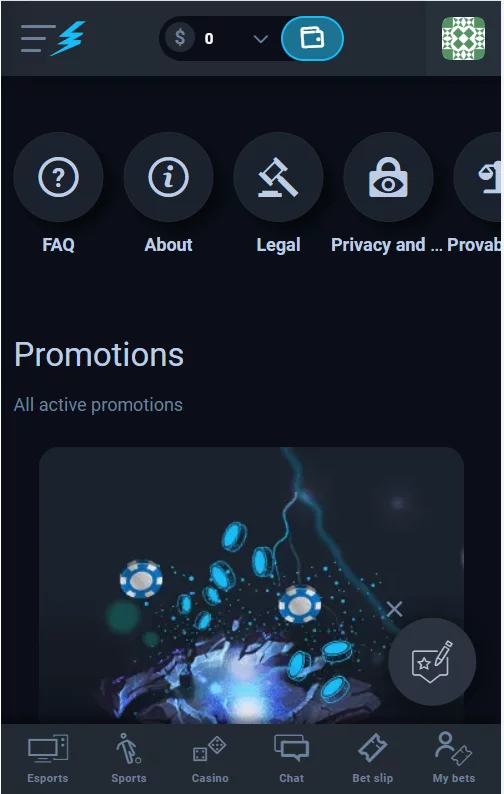 $ 0
FAQ About Legal Privacy and ... Provab
Promotions
All active promotions
Esports Sports Casino Chat Bet slip My bets